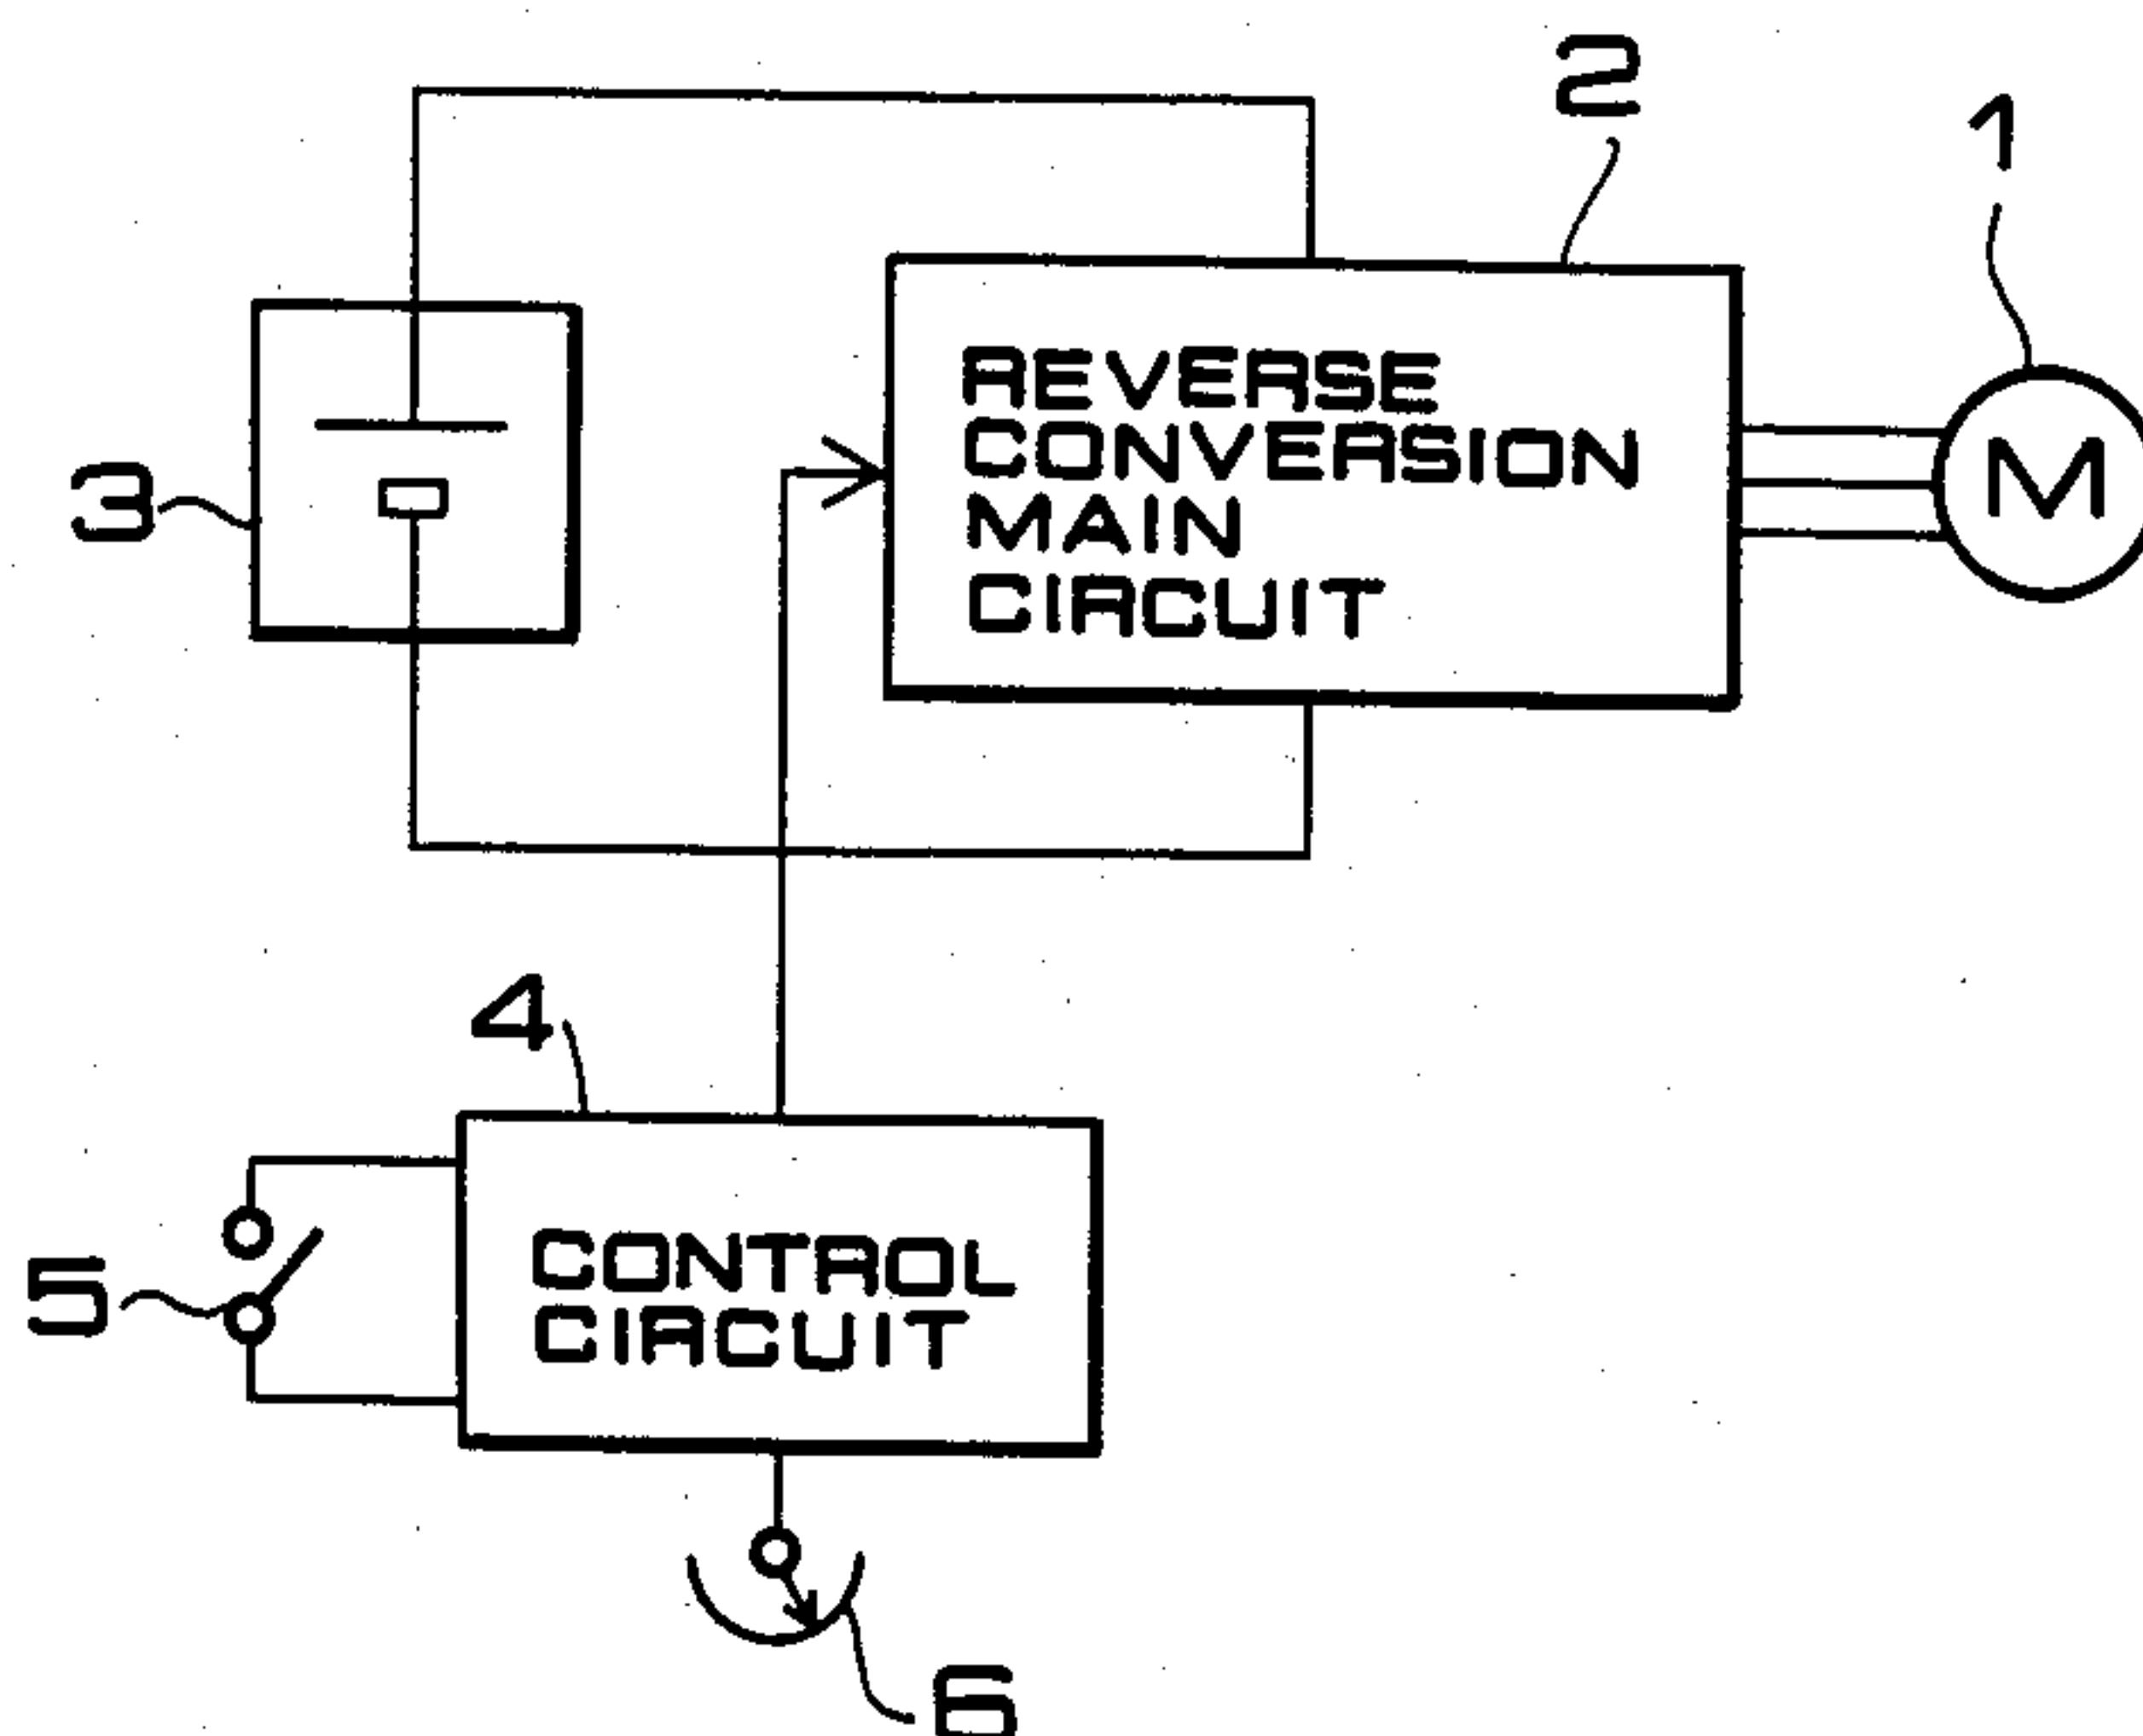 2
1
REVERSE
CONVERSION
MAIN
CIRCUIT
M
3
4
CONTROL
CIRCUIT
5
6